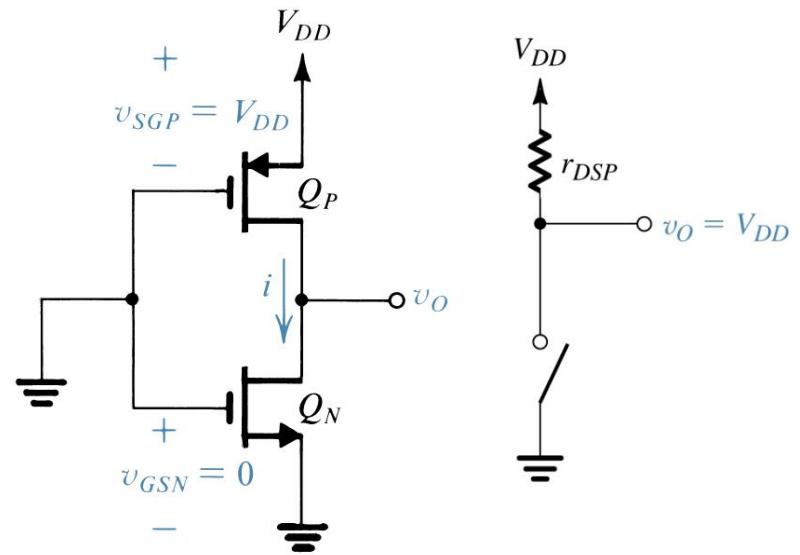 V_DD
+
v_SGP = V_DD
−
Q_P
i
v_O
Q_N
+
v_GSN = 0
−
V_DD
r_DSP
v_O = V_DD